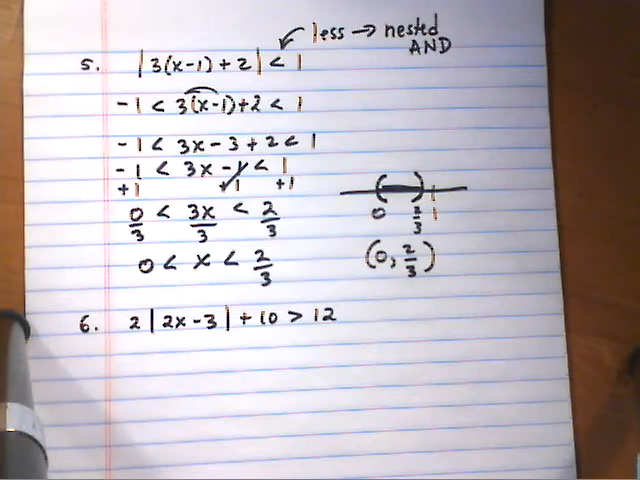 less → nested
AND
5. |3(x-1)+2| < 1
-1 < 3(x-1)+2 < 1
-1 < 3x - 3 + 2 < 1
-1 < 3x - 1 < 1
+1 +1 +1
0/3 < 3x/3 < 2/3
0 2/3 1
0 < x < 2/3
(0, 2/3)
6. 2|2x-3| + 10 > 12